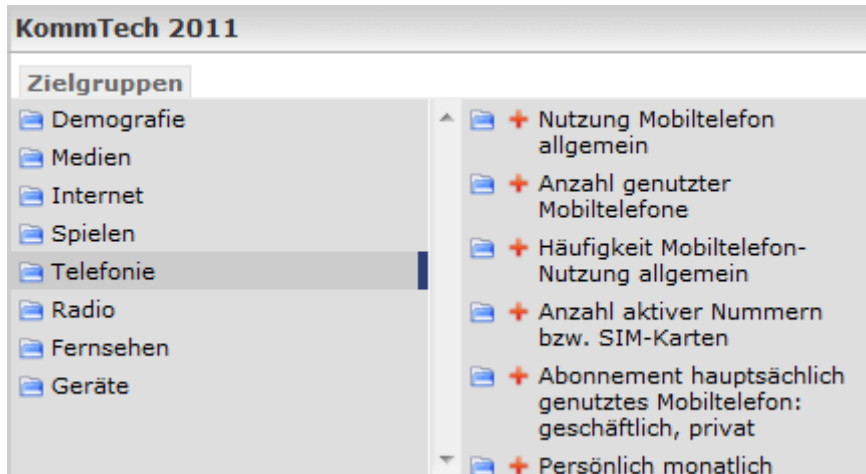 KommTech 2011
Zielgruppen
Demografie
Medien
Internet
Spielen
Telefonie
Radio
Fernsehen
Geräte
Nutzung Mobiltelefon
allgemein
Anzahl genutzter
Mobiltelefone
Häufigkeit Mobiltelefon-
Nutzung allgemein
Anzahl aktiver Nummern
bzw. SIM-Karten
Abonnement hauptsächlich
genutztes Mobiltelefon:
geschäftlich, privat
Persönlich monatlich